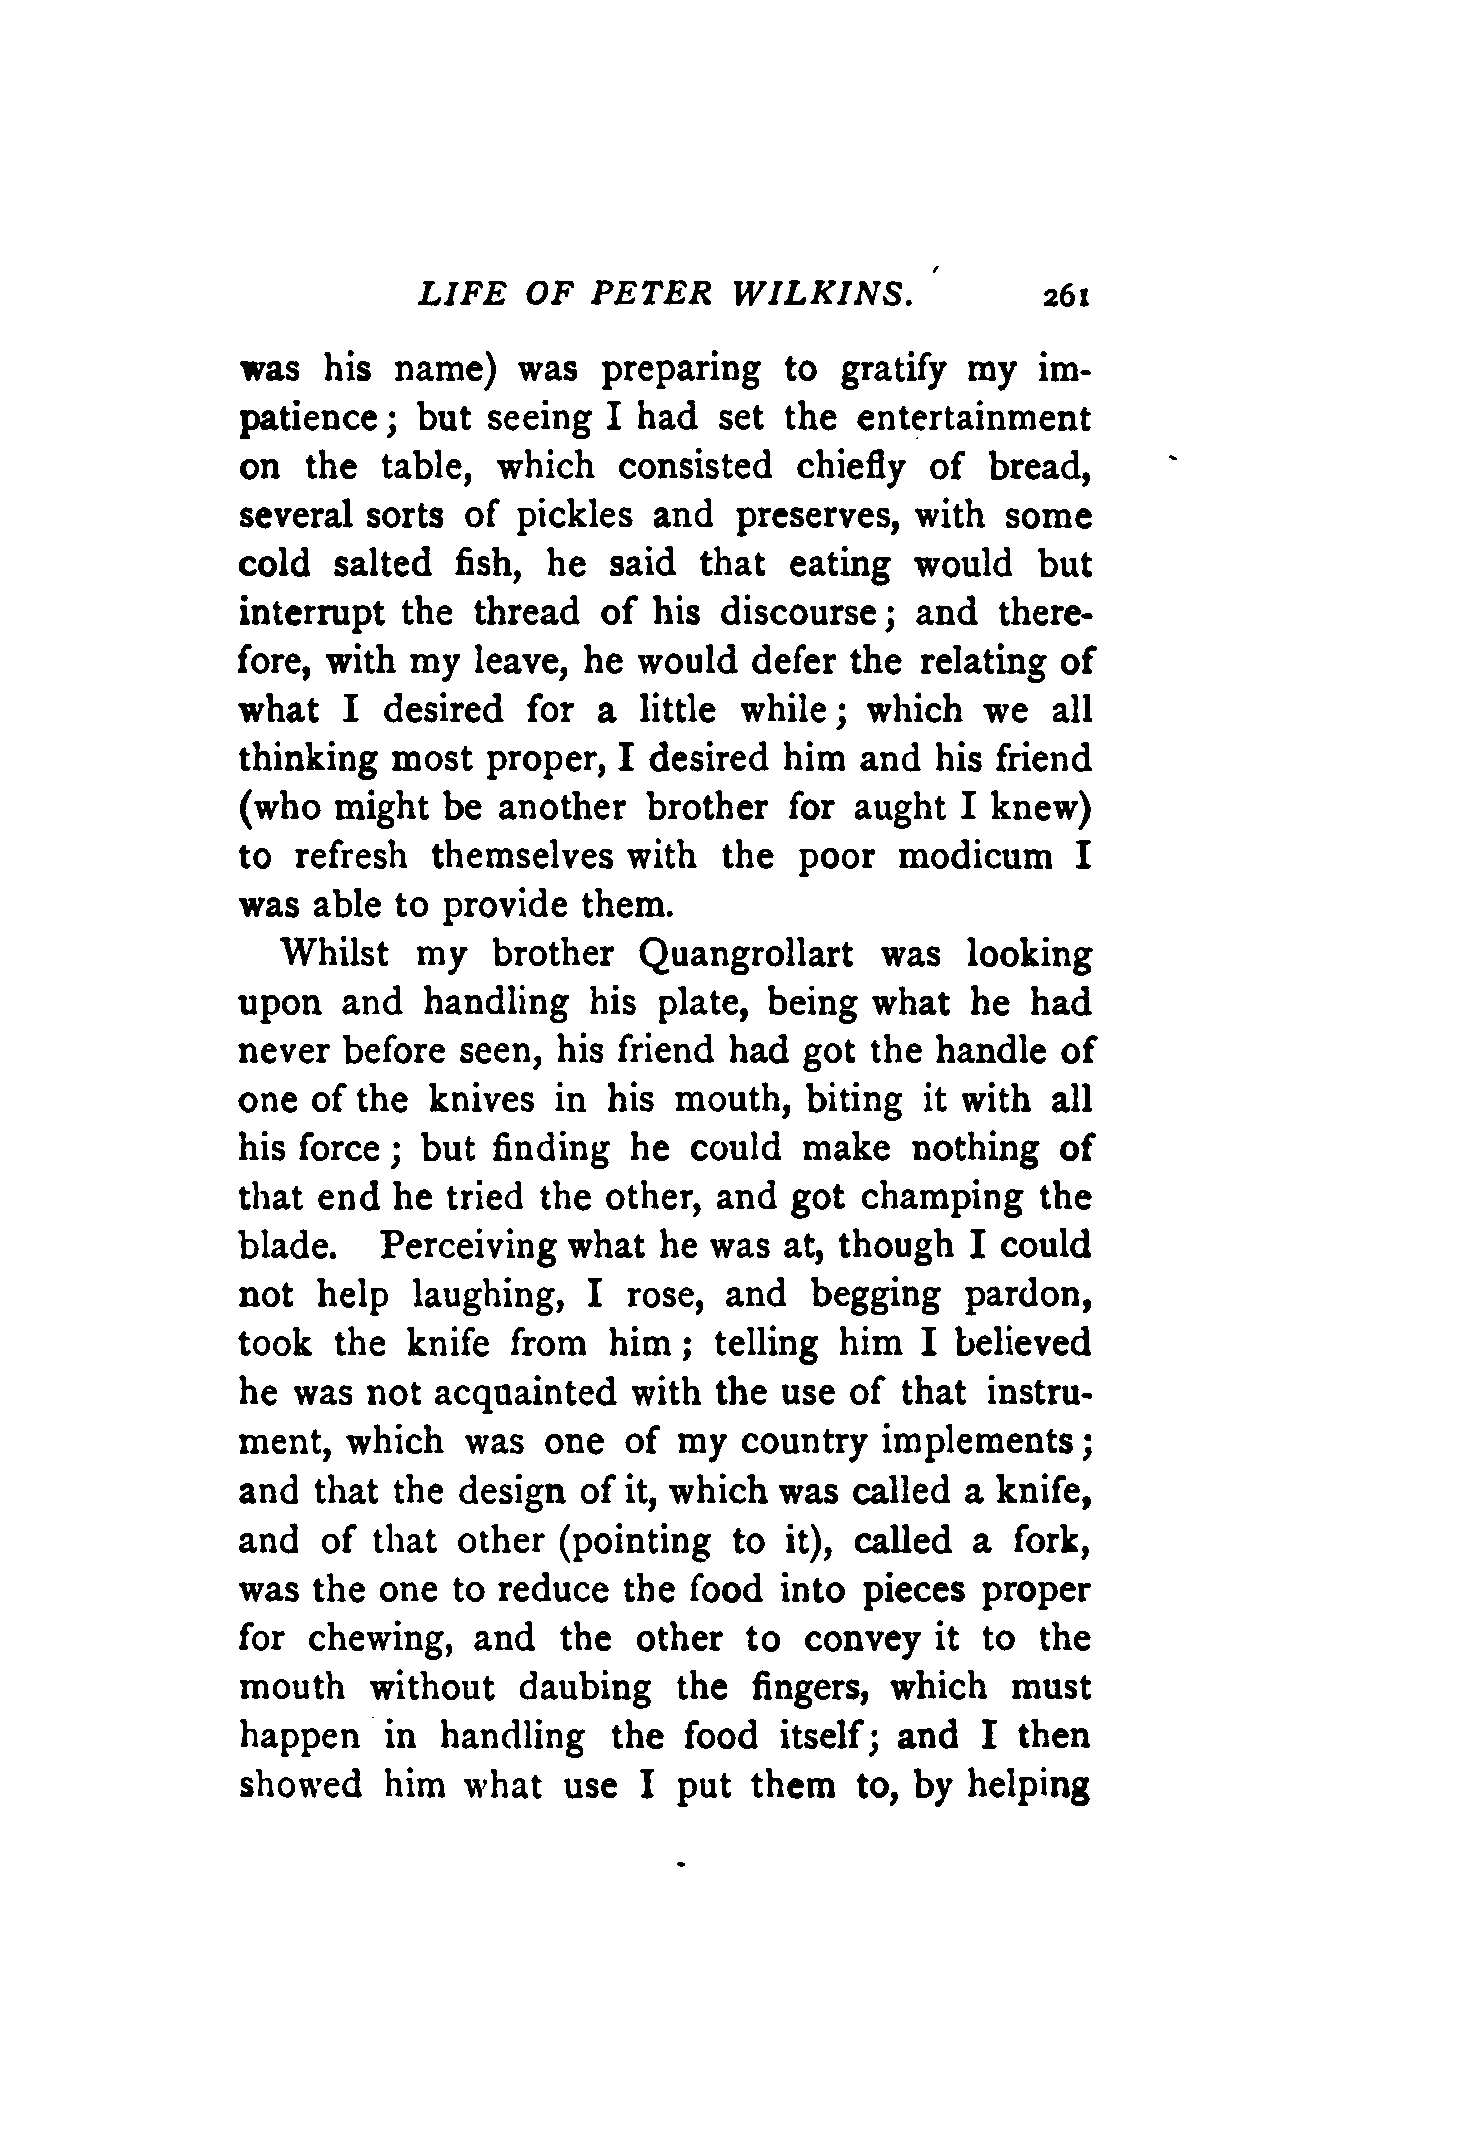 LIFE OF PETER WILKINS. 261
was his name) was preparing to gratify my im-
patience; but seeing I had set the entertainment
on the table, which consisted chiefly of bread,
several sorts of pickles and preserves, with some
cold salted fish, he said that eating would but
interrupt the thread of his discourse; and there-
fore, with my leave, he would defer the relating of
what I desired for a little while; which we all
thinking most proper, I desired him and his friend
(who might be another brother for aught I knew)
to refresh themselves with the poor modicum I
was able to provide them.
Whilst my brother Quangrollart was looking
upon and handling his plate, being what he had
never before seen, his friend had got the handle of
one of the knives in his mouth, biting it with all
his force; but finding he could make nothing of
that end he tried the other, and got champing the
blade. Perceiving what he was at, though I could
not help laughing, I rose, and begging pardon,
took the knife from him; telling him I believed
he was not acquainted with the use of that instru-
ment, which was one of my country implements;
and that the design of it, which was called a knife,
and of that other (pointing to it), called a fork,
was the one to reduce the food into pieces proper
for chewing, and the other to convey it to the
mouth without daubing the fingers, which must
happen in handling the food itself; and I then
showed him what use I put them to, by helping